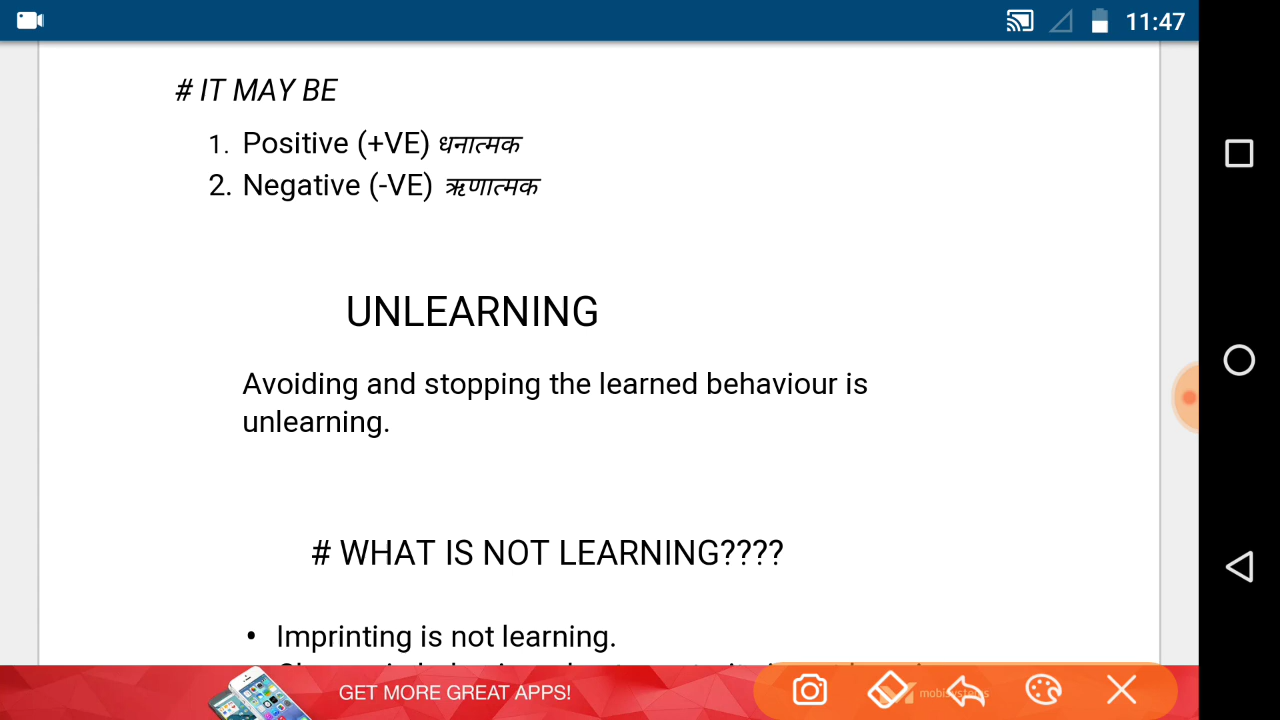 11:47
# IT MAY BE
1. Positive (+VE) धनात्मक
2. Negative (-VE) ऋणात्मक
UNLEARNING
Avoiding and stopping the learned behaviour is
unlearning.
# WHAT IS NOT LEARNING????
• Imprinting is not learning.
GET MORE GREAT APPS!
mobisystems